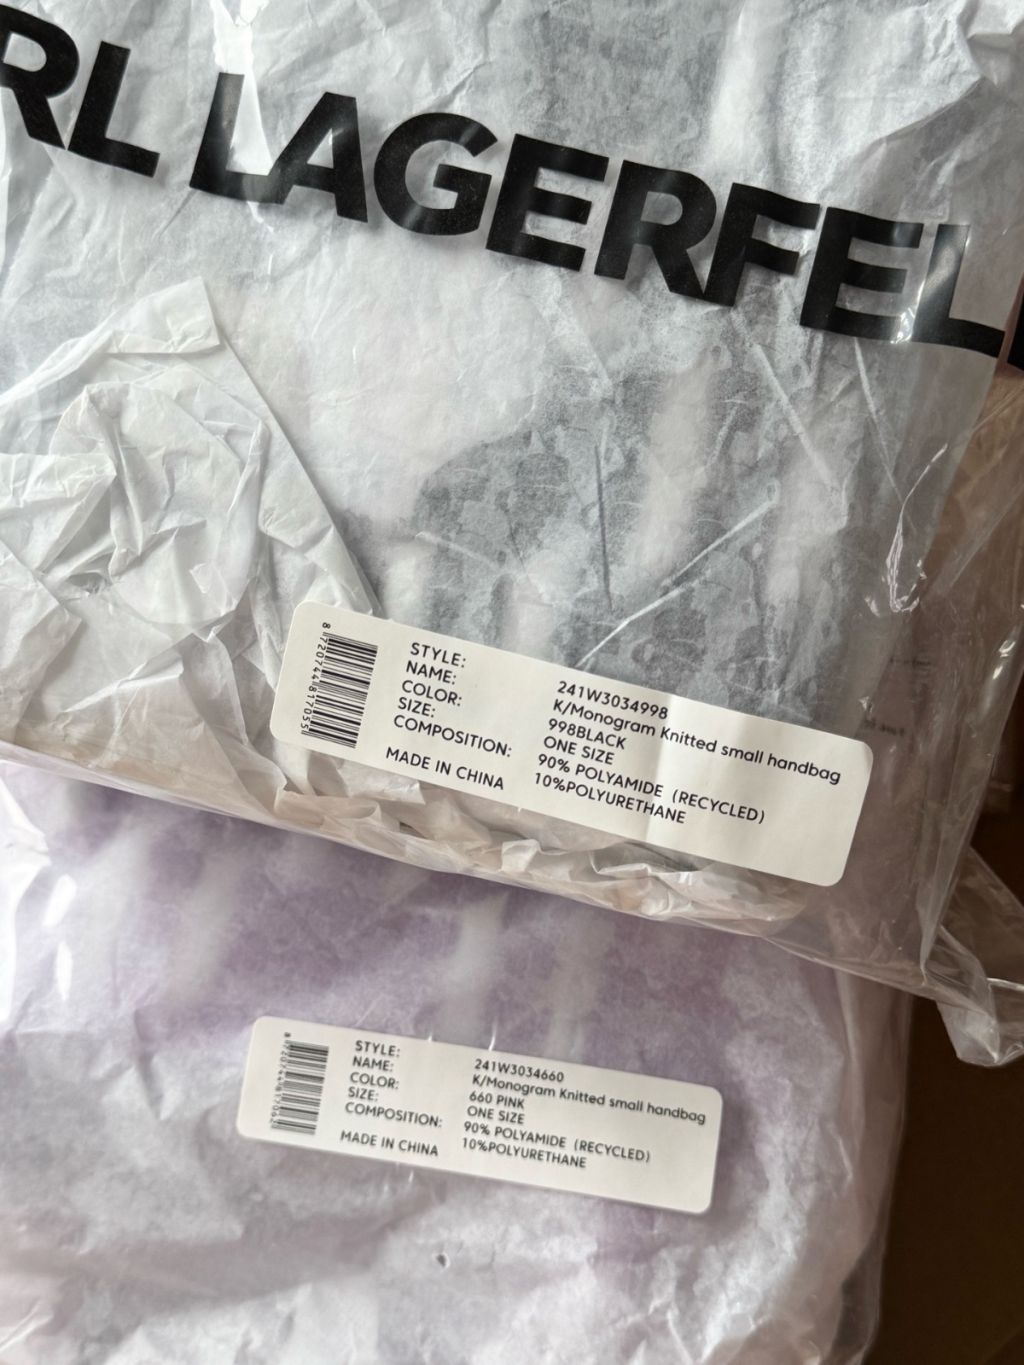 RL LAGERFEL
8720744817055
STYLE: 241W3034998
NAME: K/Monogram Knitted small handbag
COLOR: 998BLACK
SIZE: ONE SIZE
COMPOSITION: 90% POLYAMIDE (RECYCLED)
10%POLYURETHANE
MADE IN CHINA
8720744817062
STYLE: 241W3034660
NAME: K/Monogram Knitted small handbag
COLOR: 660 PINK
SIZE: ONE SIZE
COMPOSITION: 90% POLYAMIDE (RECYCLED)
10%POLYURETHANE
MADE IN CHINA